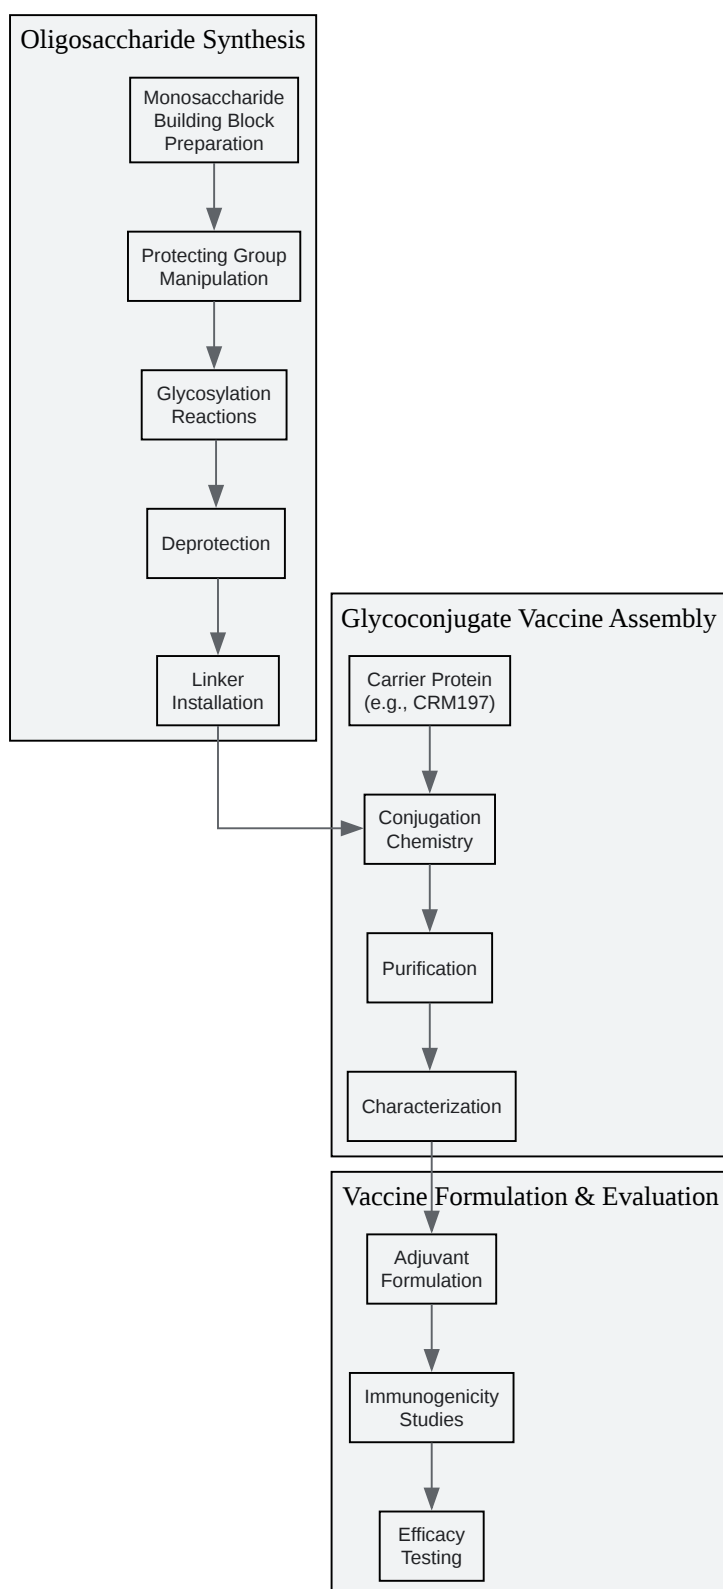 Oligosaccharide Synthesis
Monosaccharide
Building Block
Preparation
Protecting Group
Manipulation
Glycosylation
Reactions
Deprotection
Linker
Installation
Glycoconjugate Vaccine Assembly
Carrier Protein
(e.g., CRM197)
Conjugation
Chemistry
Purification
Characterization
Vaccine Formulation & Evaluation
Adjuvant
Formulation
Immunogenicity
Studies
Efficacy
Testing